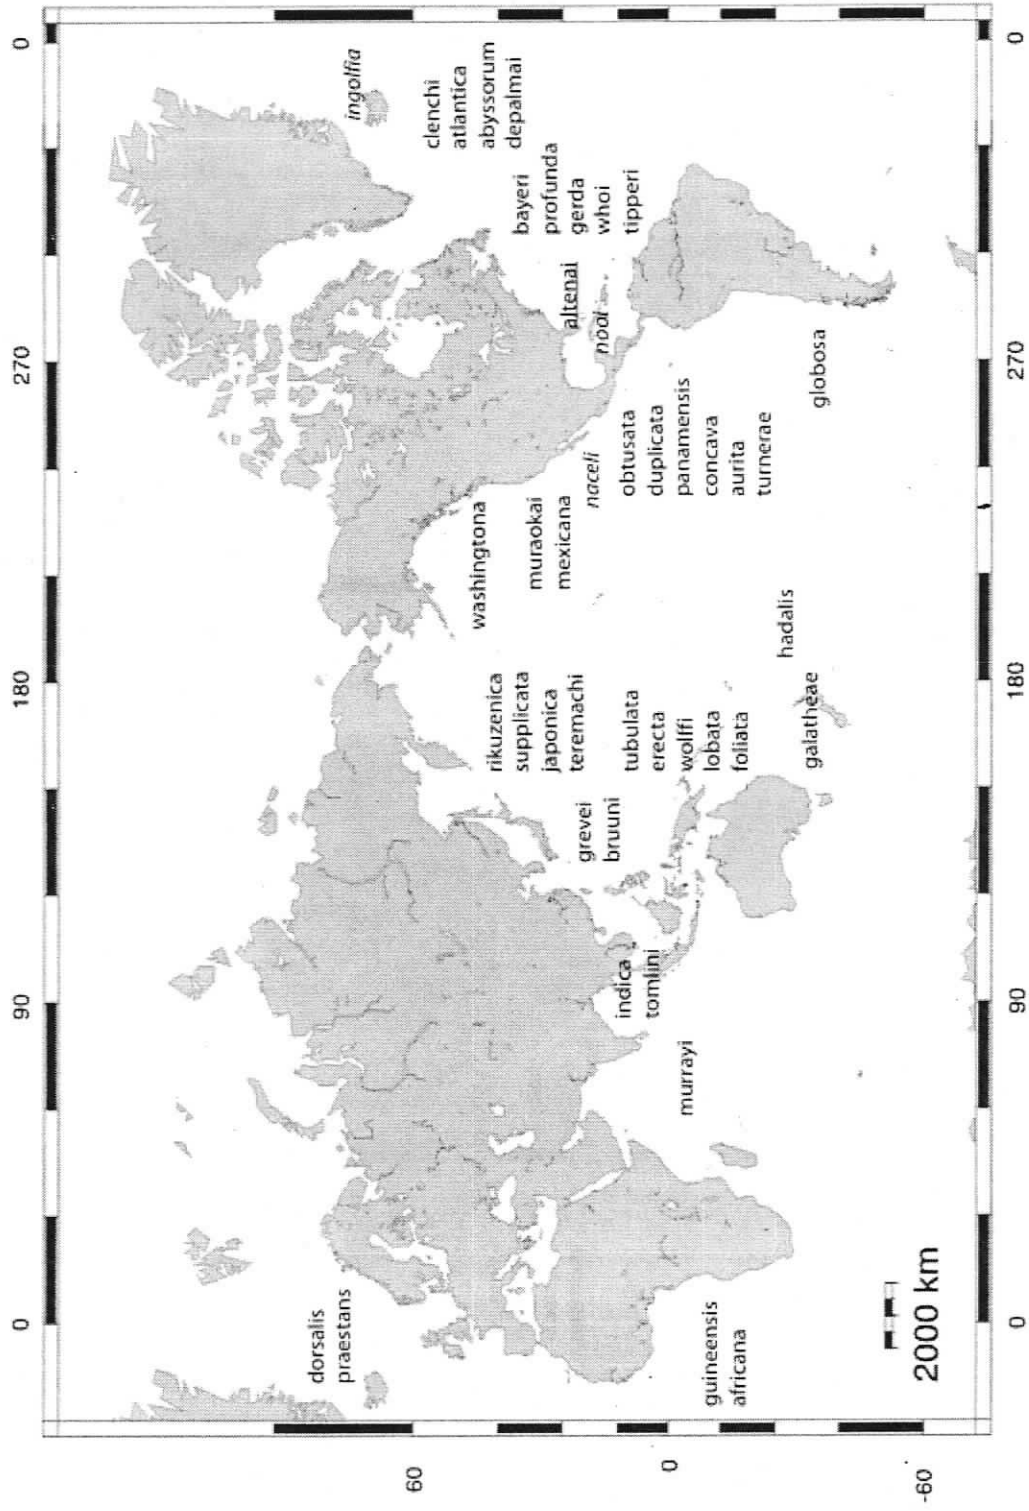 0
90
180
270
0
60
0
-60
ingolfia
clenchi
atlantica
abyssorum
depalmai
bayeri
profunda
gerda
whoi
tipperi
altenai
nodi
naceli
obtusata
duplicata
panamensis
concava
aurita
turnerae
globosa
washingtona
muraokai
mexicana
rikuzenica
supplicata
japonica
teremachi
tubulata
erecta
wolffi
lobata
foliata
hadalis
galatheae
grevei
bruuni
indica
tomlini
murrayi
dorsalis
praestans
guineensis
africana
2000 km
0
90
180
270
0